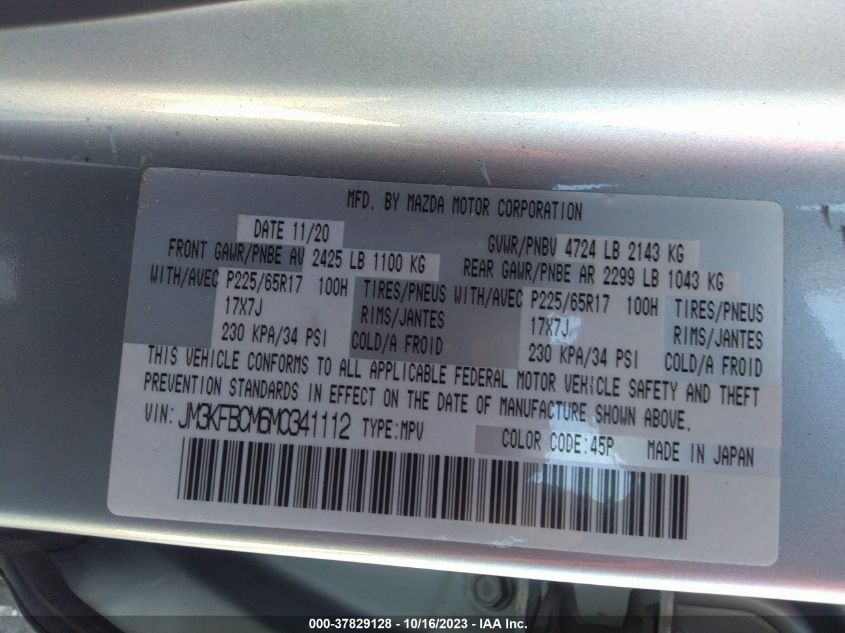 MFD. BY MAZDA MOTOR CORPORATION
DATE 11/20 GVWR/PNBV 4724 LB 2143 KG
FRONT GAWR/PNBE AV 2425 LB 1100 KG REAR GAWR/PNBE AR 2299 LB 1043 KG
WITH/AVEC P225/65R17 100H TIRES/PNEUS WITH/AVEC P225/65R17 100H TIRES/PNEUS
17X7J RIMS/JANTES 17X7J RIMS/JANTES
230 KPA/34 PSI COLD/A FROID 230 KPA/34 PSI COLD/A FROID
THIS VEHICLE CONFORMS TO ALL APPLICABLE FEDERAL MOTOR VEHICLE SAFETY AND THEFT
PREVENTION STANDARDS IN EFFECT ON THE DATE OF MANUFACTURE SHOWN ABOVE.
VIN: JM3KFBCM6M0341112 TYPE:MPV COLOR CODE:45P MADE IN JAPAN
000-37829128 - 10/16/2023 - IAA Inc.